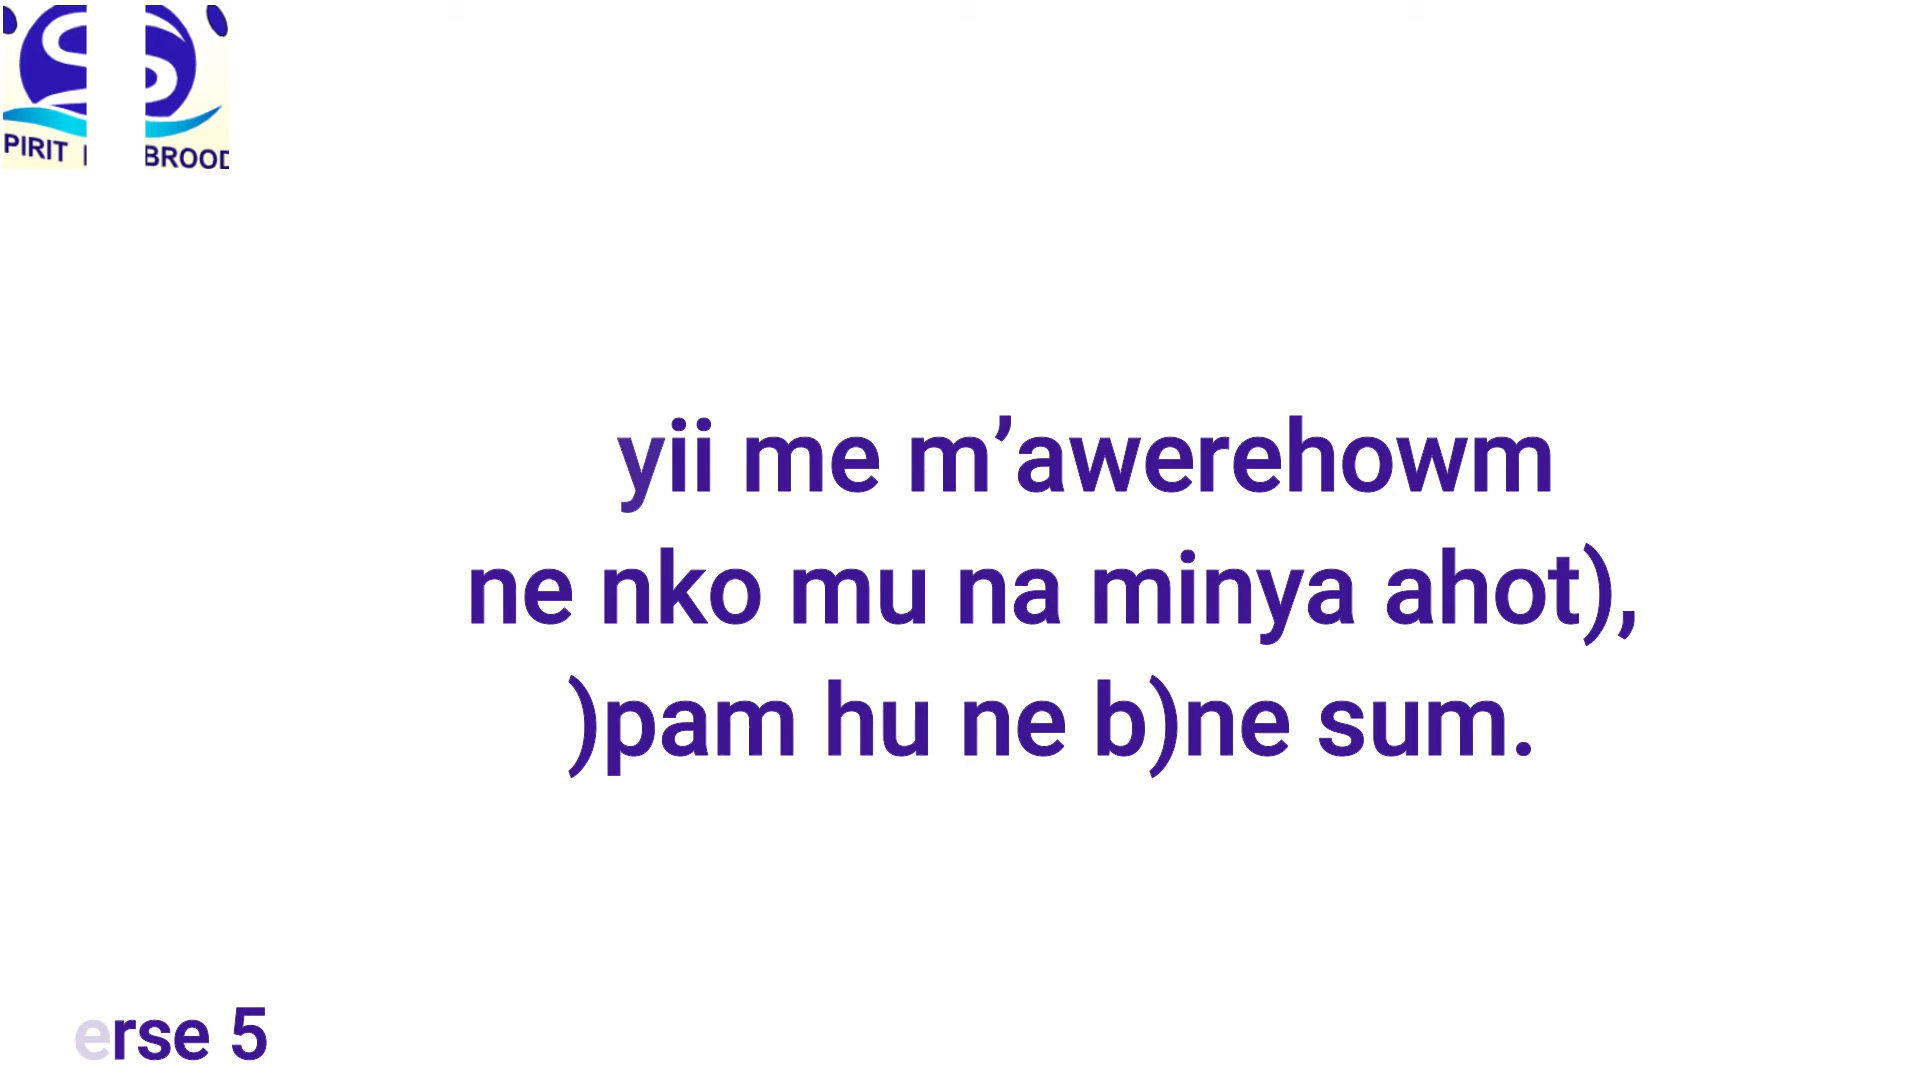 PIRIT
BROOD
yii me m’awerehowm
ne nko mu na minya ahot),
)pam hu ne b)ne sum.
erse 5